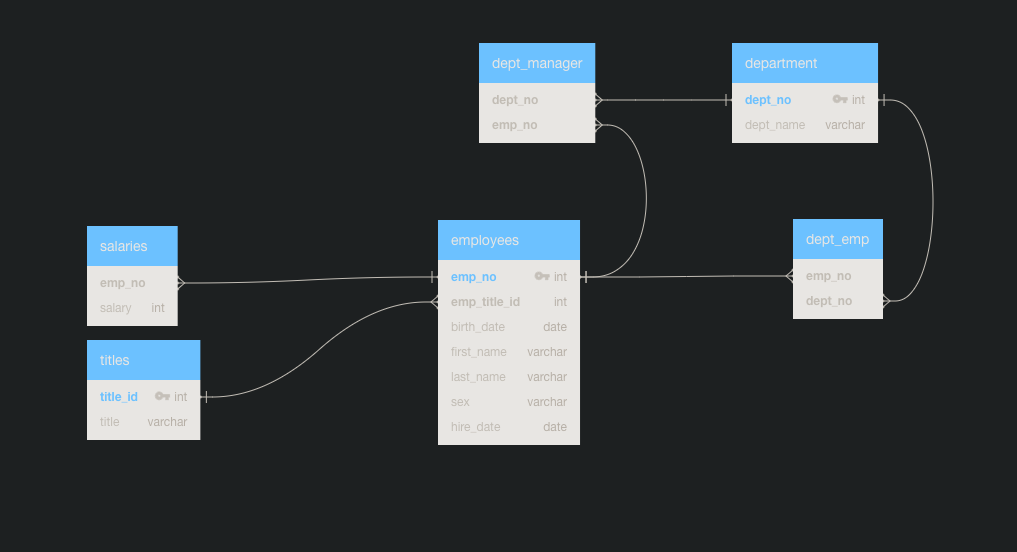 dept_manager
dept_no
emp_no
department
dept_no int
dept_name varchar
salaries
emp_no
salary int
employees
emp_no int
emp_title_id int
birth_date date
first_name varchar
last_name varchar
sex varchar
hire_date date
dept_emp
emp_no
dept_no
titles
title_id int
title varchar